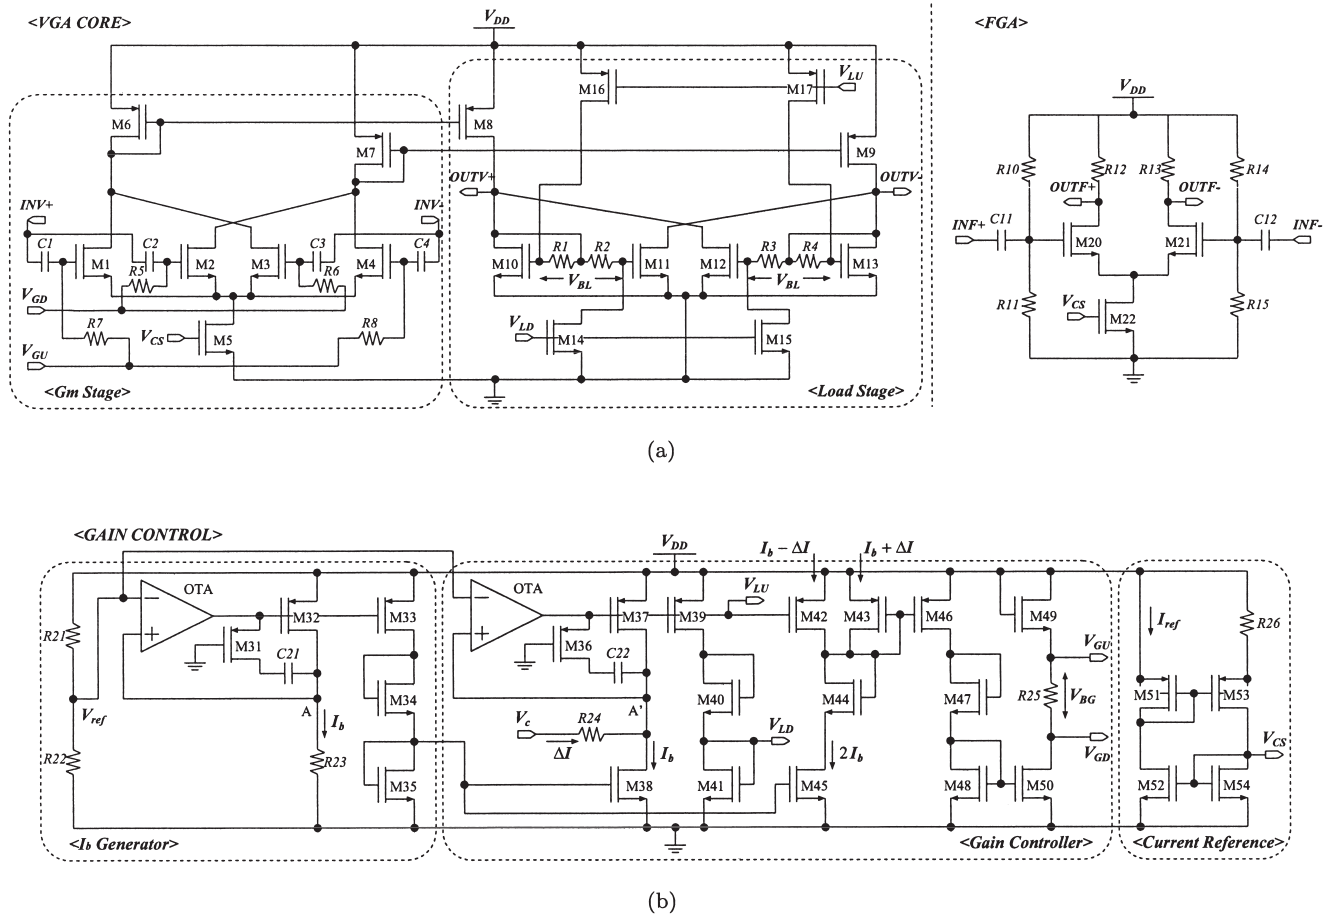 <VGA CORE>
V_DD
<FGA>
M16
M17
V_LU
M6
M8
M7
M9
OUTV+
OUTV-
INV+
INV-
C1
C2
C3
C4
M1
M2
M3
M4
R5
R6
M10
R1
R2
M11
M12
R3
R4
M13
V_BL
V_BL
V_GD
R7
V_CS
M5
R8
V_LD
M14
M15
V_GU
<Gm Stage>
<Load Stage>
V_DD
R10
R12
R13
R14
OUTF+
OUTF-
INF+
C11
M20
M21
C12
INF-
R11
V_CS
M22
R15
(a)
<GAIN CONTROL>
V_DD
I_b − ΔI
I_b + ΔI
OTA
OTA
R21
M31
M32
M33
C21
V_ref
A
M34
I_b
R22
R23
M35
<I_b Generator>
M36
M37
M39
V_LU
M42
M43
M46
M49
C22
A'
M40
M44
M47
V_GU
R25
V_BG
V_c
R24
ΔI
I_b
V_LD
2I_b
V_GD
M38
M41
M45
M48
M50
<Gain Controller>
I_ref
R26
M51
M53
V_CS
M52
M54
<Current Reference>
(b)